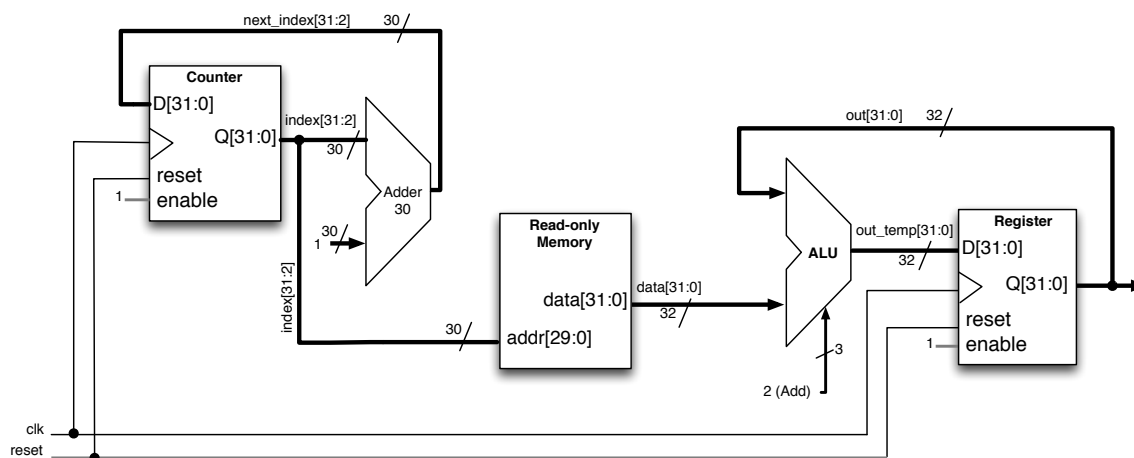 next_index[31:2]
30
Counter
D[31:0]
Q[31:0]
reset
enable
1
index[31:2]
30
Adder
30
30
1
index[31:2]
30
Read-only
Memory
data[31:0]
addr[29:0]
data[31:0]
32
out[31:0]
32
ALU
3
2 (Add)
out_temp[31:0]
32
Register
D[31:0]
Q[31:0]
reset
enable
1
clk
reset